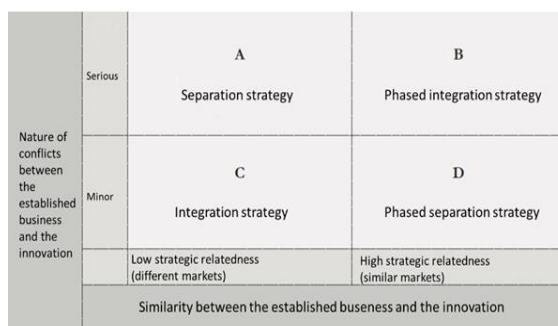 A
B
Serious
Separation strategy
Phased integration strategy
Nature of
conflicts
between
the
established
business
and the
innovation
C
D
Minor
Integration strategy
Phased separation strategy
Low strategic relatedness
(different markets)
High strategic relatedness
(similar markets)
Similarity between the established buseness and the innovation